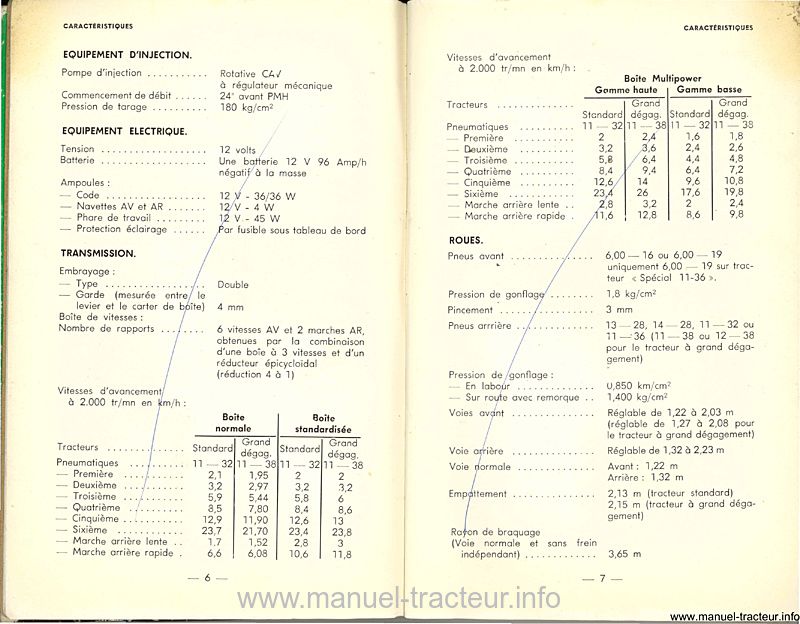 CARACTÉRISTIQUES
EQUIPEMENT D'INJECTION.
Pompe d'injection ........... Rotative CAV
à régulateur mécanique
Commencement de débit ...... 24° avant PMH
Pression de tarage .......... 180 kg/cm²
EQUIPEMENT ELECTRIQUE.
Tension ..................... 12 volts
Batterie .................... Une batterie 12 V 96 Amp/h
négatif à la masse
Ampoules :
— Code .................. 12 V - 36/36 W
— Navettes AV et AR ....... 12 V - 4 W
— Phare de travail ......... 12 V - 45 W
— Protection éclairage ...... Par fusible sous tableau de bord
TRANSMISSION.
Embrayage :
— Type .................. Double
— Garde (mesurée entre le
levier et le carter de boîte) 4 mm
Boîte de vitesses :
Nombre de rapports ........ 6 vitesses AV et 2 marches AR,
obtenues par la combinaison
d'une boîe à 3 vitesses et d'un
réducteur épicycloïdal
(réduction 4 à 1)
Vitesses d'avancement
à 2.000 tr/mn en km/h :
Boîte normale Boîte standardisée
Tracteurs .............. Standard Grand dégag. Standard Grand dégag.
Pneumatiques .......... 11 — 32 11 — 38 11 — 32 11 — 38
— Première ............ 2,1 1,95 2 2
— Deuxième ............ 3,2 2,97 3,2 3,2
— Troisième ............ 5,9 5,44 5,8 6
— Quatrième ........... 8,5 7,80 8,4 8,6
— Cinquième ........... 12,9 11,90 12,6 13
— Sixième ............. 23,7 21,70 23,4 23,8
— Marche arrière lente .. 1,7 1,52 2,8 3
— Marche arrière rapide . 6,6 6,08 10,6 11,8
— 6 —
CARACTÉRISTIQUES
Vitesses d'avancement
à 2.000 tr/mn en km/h :
Boîte Multipower
Gomme haute Gamme basse
Tracteurs .............. Standard Grand dégag. Standard Grand dégag.
Pneumatiques .......... 11 — 32 11 — 38 11 — 32 11 — 38
— Première ............ 2 2,4 1,6 1,8
— Deuxième ............ 3,2 3,6 2,4 2,6
— Troisième ............ 5,8 6,4 4,4 4,8
— Quatrième ........... 8,4 9,4 6,4 7,2
— Cinquième ........... 12,6 14 9,6 10,8
— Sixième ............. 23,4 26 17,6 19,8
— Marche arrière lente .. 2,8 3,2 2 2,4
— Marche arrière rapide . 11,6 12,8 8,6 9,8
ROUES.
Pneus avant ................. 6,00 — 16 ou 6,00 — 19
uniquement 6,00 — 19 sur trac-
teur « Spécial 11-36 ».
Pression de gonflage ........ 1,8 kg/cm²
Pincement .................. 3 mm
Pneus arrrière .............. 13 — 28, 14 — 28, 11 — 32 ou
11 — 36 (11 — 38 ou 12 — 38
pour le tracteur à grand déga-
gement)
Pression de gonflage :
— En labour .............. 0,850 km/cm²
— Sur route avec remorque .. 1,400 kg/cm²
Voies avant ................ Réglable de 1,22 à 2,03 m
(réglable de 1,27 à 2,08 pour
le tracteur à grand dégagement)
Voie arrière ................ Réglable de 1,32 à 2,23 m
Voie normale ............... Avant : 1,22 m
Arrière : 1,32 m
Empattement ............... 2,13 m (tracteur standard)
2,15 m (tracteur à grand déga-
gement)
Rayon de braquage
(Voie normale et sans frein
indépendant) ............. 3,65 m
— 7 —
www.manuel-tracteur.info
www.manuel-tracteur.info